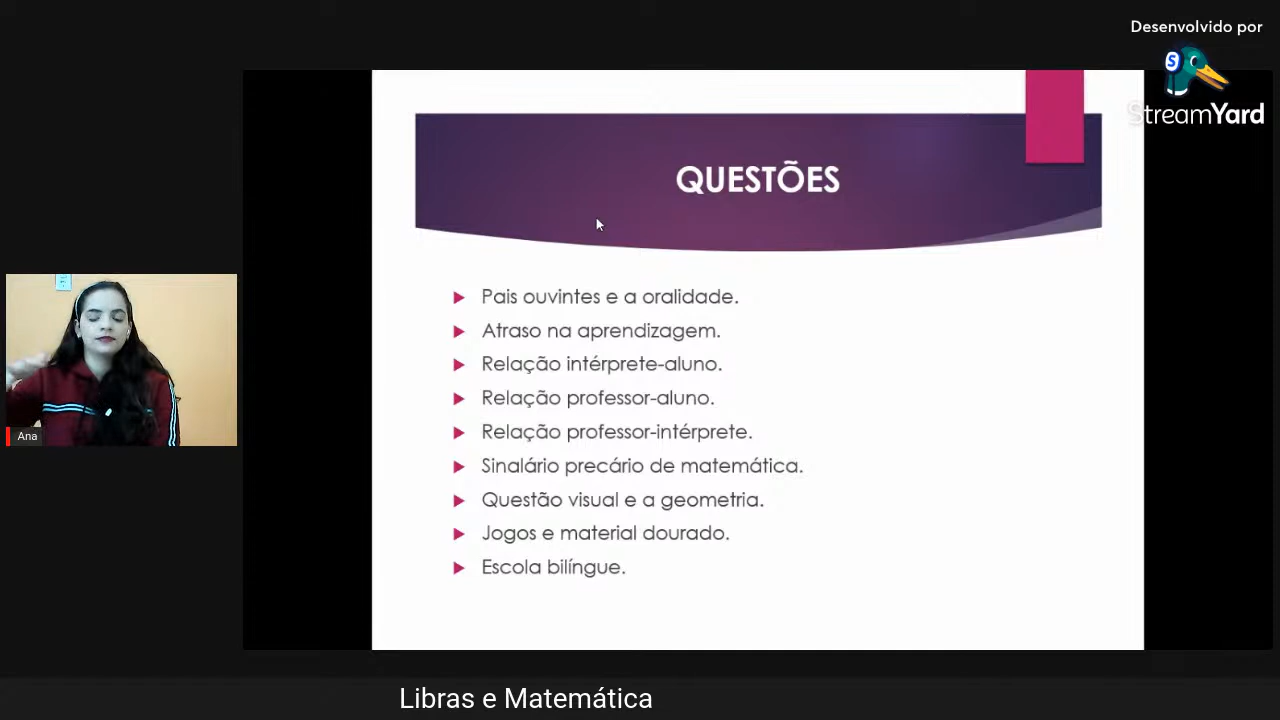 Desenvolvido por
StreamYard
QUESTÕES
Pais ouvintes e a oralidade.
Atraso na aprendizagem.
Relação intérprete-aluno.
Relação professor-aluno.
Relação professor-intérprete.
Sinalário precário de matemática.
Questão visual e a geometria.
Jogos e material dourado.
Escola bilíngue.
Ana
Libras e Matemática